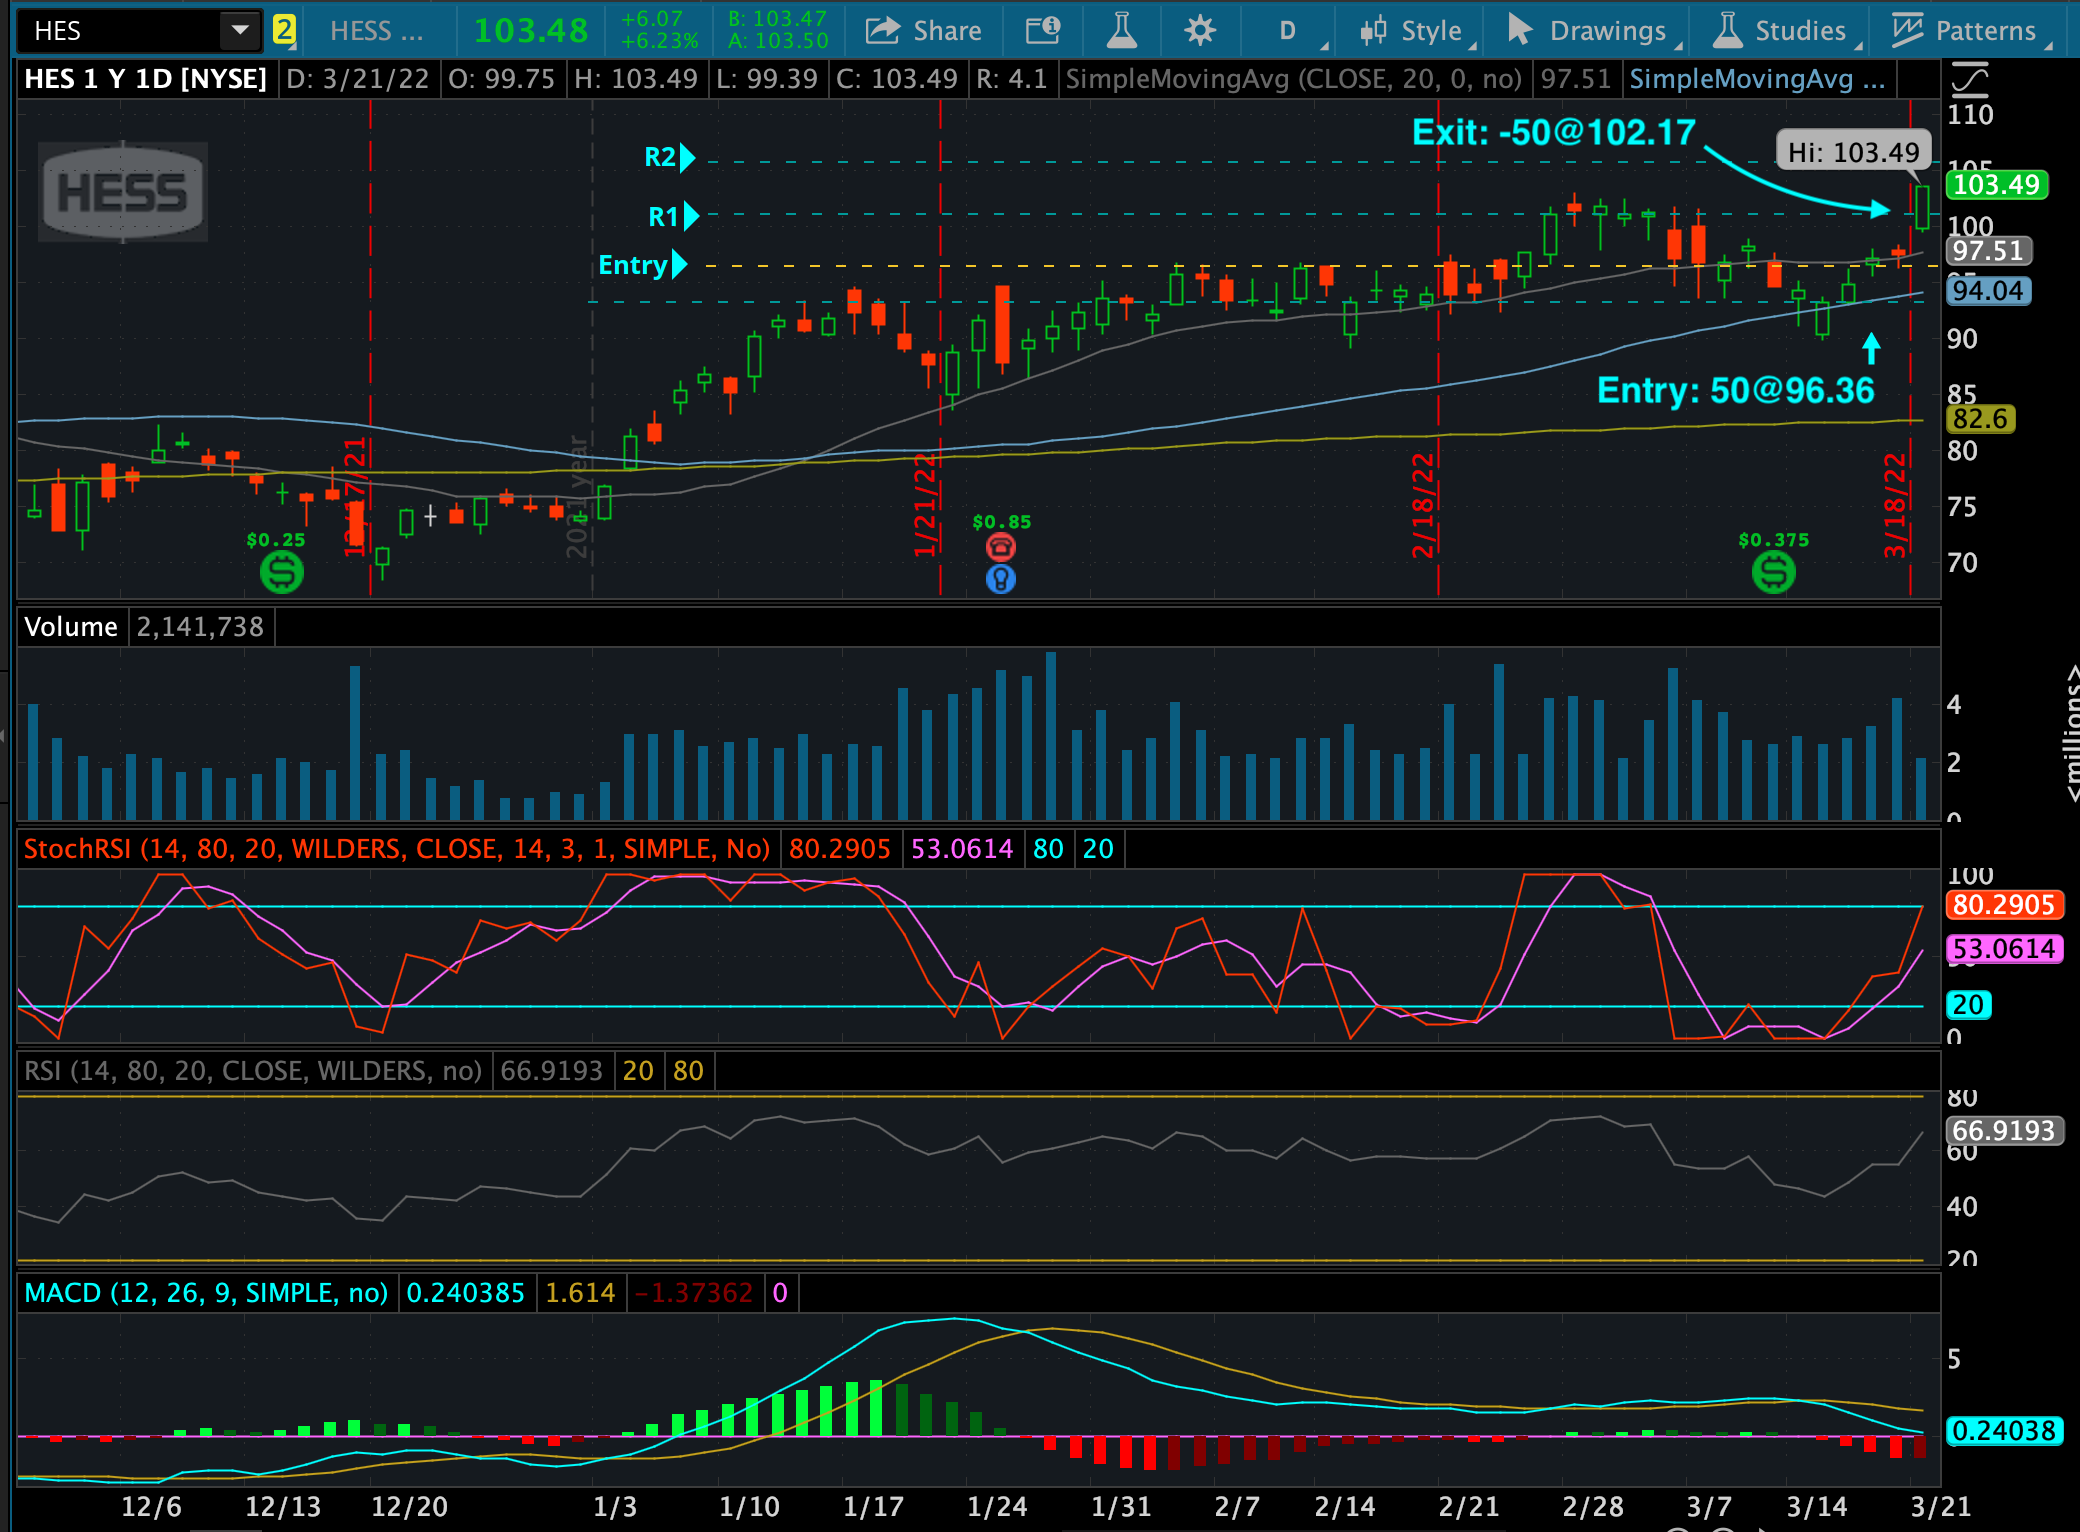 HES 2 HESS ... 103.48 +6.07 B: 103.47 Share D Style Drawings Studies Patterns
+6.23% A: 103.50
HES 1 Y 1D [NYSE] D: 3/21/22 O: 99.75 H: 103.49 L: 99.39 C: 103.49 R: 4.1 SimpleMovingAvg (CLOSE, 20, 0, no) 97.51 SimpleMovingAvg ...
110
Exit: -50@102.17
Hi: 103.49
R2
105
HESS
103.49
R1
100
97.51
Entry
95
94.04
90
Entry: 50@96.36
85
82.6
80
75
70
12/17/21
2021 year
1/21/22
2/18/22
3/18/22
$0.25
$0.85
$0.375
Volume 2,141,738
4
2
0
<millions>
StochRSI (14, 80, 20, WILDERS, CLOSE, 14, 3, 1, SIMPLE, No) 80.2905 53.0614 80 20
100
80.2905
53.0614
50
20
0
RSI (14, 80, 20, CLOSE, WILDERS, no) 66.9193 20 80
80
66.9193
60
40
20
MACD (12, 26, 9, SIMPLE, no) 0.240385 1.614 -1.37362 0
5
0.24038
12/6 12/13 12/20 1/3 1/10 1/17 1/24 1/31 2/7 2/14 2/21 2/28 3/7 3/14 3/21